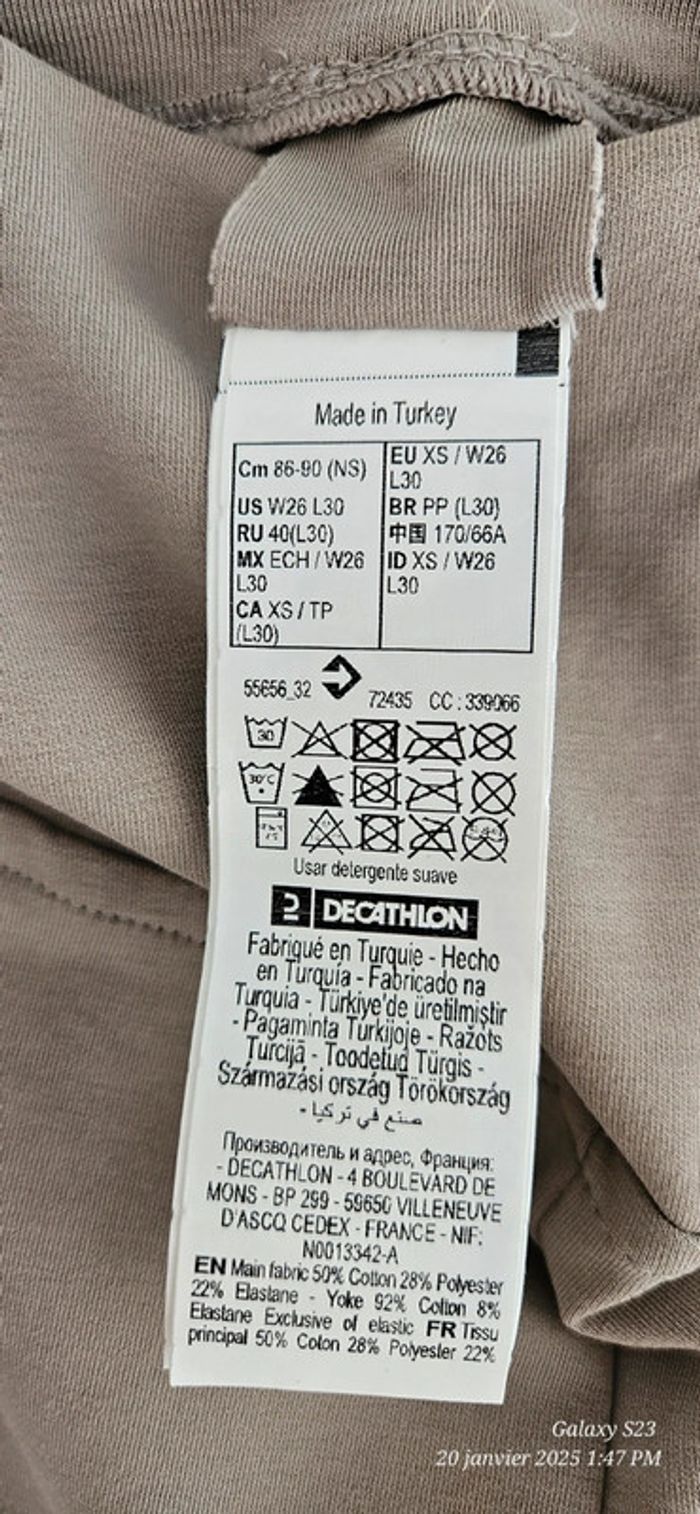 Made in Turkey
Cm 86-90 (NS)
US W26 L30
RU 40(L30)
MX ECH / W26
L30
CA XS / TP
(L30)
EU XS / W26
L30
BR PP (L30)
中国 170/66A
ID XS / W26
L30
55656_32
72435 CC : 339066
30
30°C
Usar detergente suave
DECATHLON
Fabriqué en Turquie - Hecho
en Turquía - Fabricado na
Turquia - Türkiye'de üretilmiştir
- Pagaminta Turkijoje - Ražots
Turcijā - Toodetud Türgis -
Származási ország Törökország
- صنع في تركيا
Производитель и адрес, Франция:
- DECATHLON - 4 BOULEVARD DE
MONS - BP 299 - 59650 VILLENEUVE
D'ASCQ CEDEX - FRANCE - NIF:
N0013342-A
EN Main fabric 50% Cotton 28% Polyester
22% Elastane - Yoke 92% Cotton 8%
Elastane Exclusive of elastic FR Tissu
principal 50% Coton 28% Polyester 22%
Galaxy S23
20 janvier 2025 1:47 PM